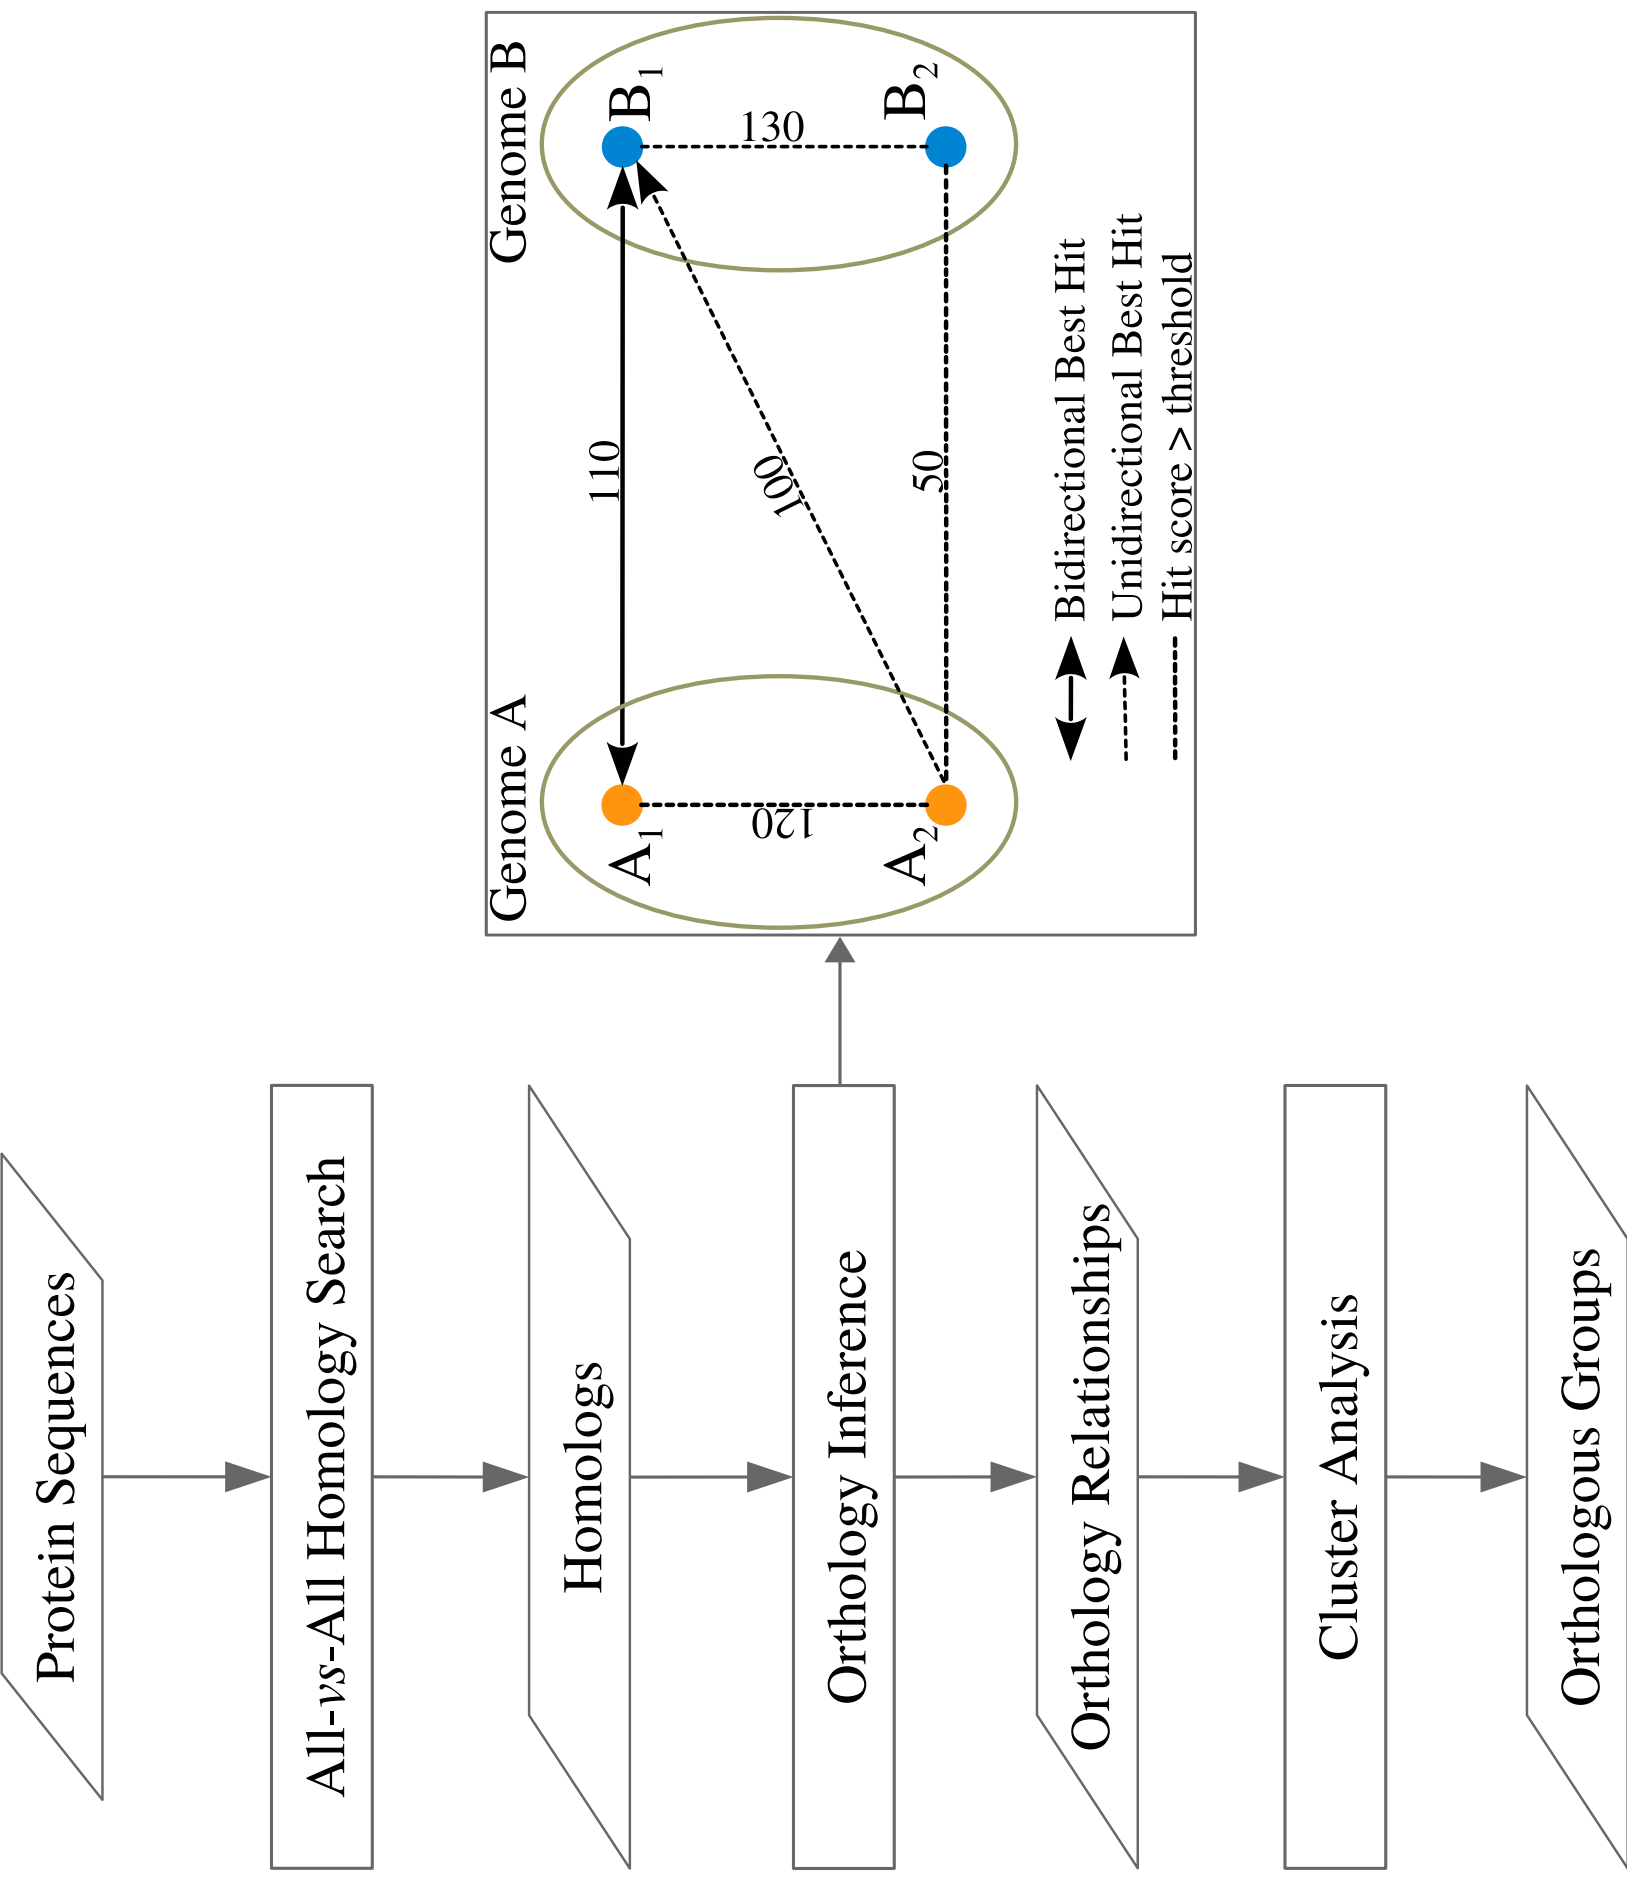 Protein Sequences
All-vs-All Homology Search
Homologs
Orthology Inference
Orthology Relationships
Cluster Analysis
Orthologous Groups
Genome A
Genome B
A1
B1
110
120
100
130
A2
B2
50
Bidirectional Best Hit
Unidirectional Best Hit
Hit score > threshold